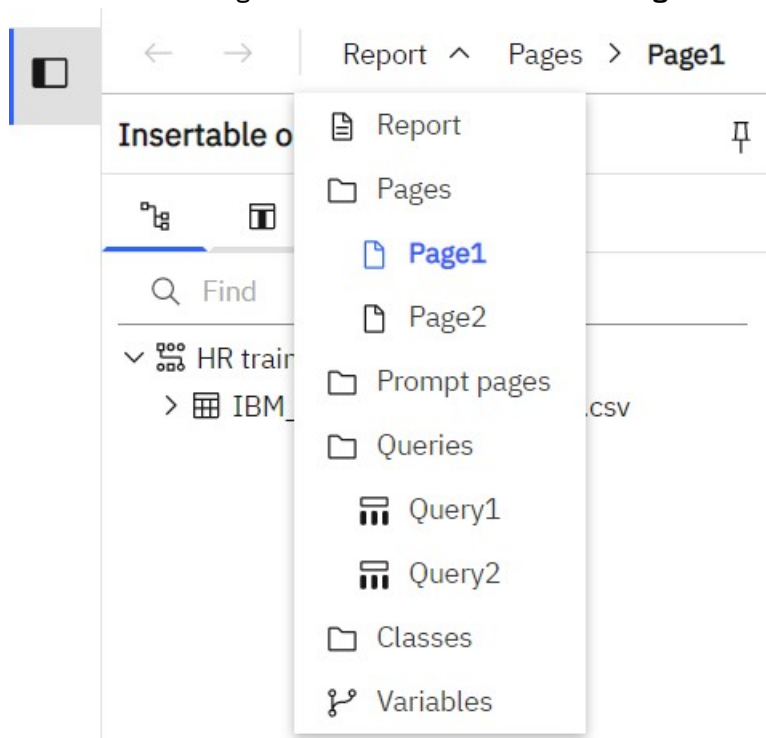 Report Pages > Page1
Insertable o
Report
Pages
Page1
Find
Page2
HR train
Prompt pages
IBM_ .csv
Queries
Query1
Query2
Classes
Variables